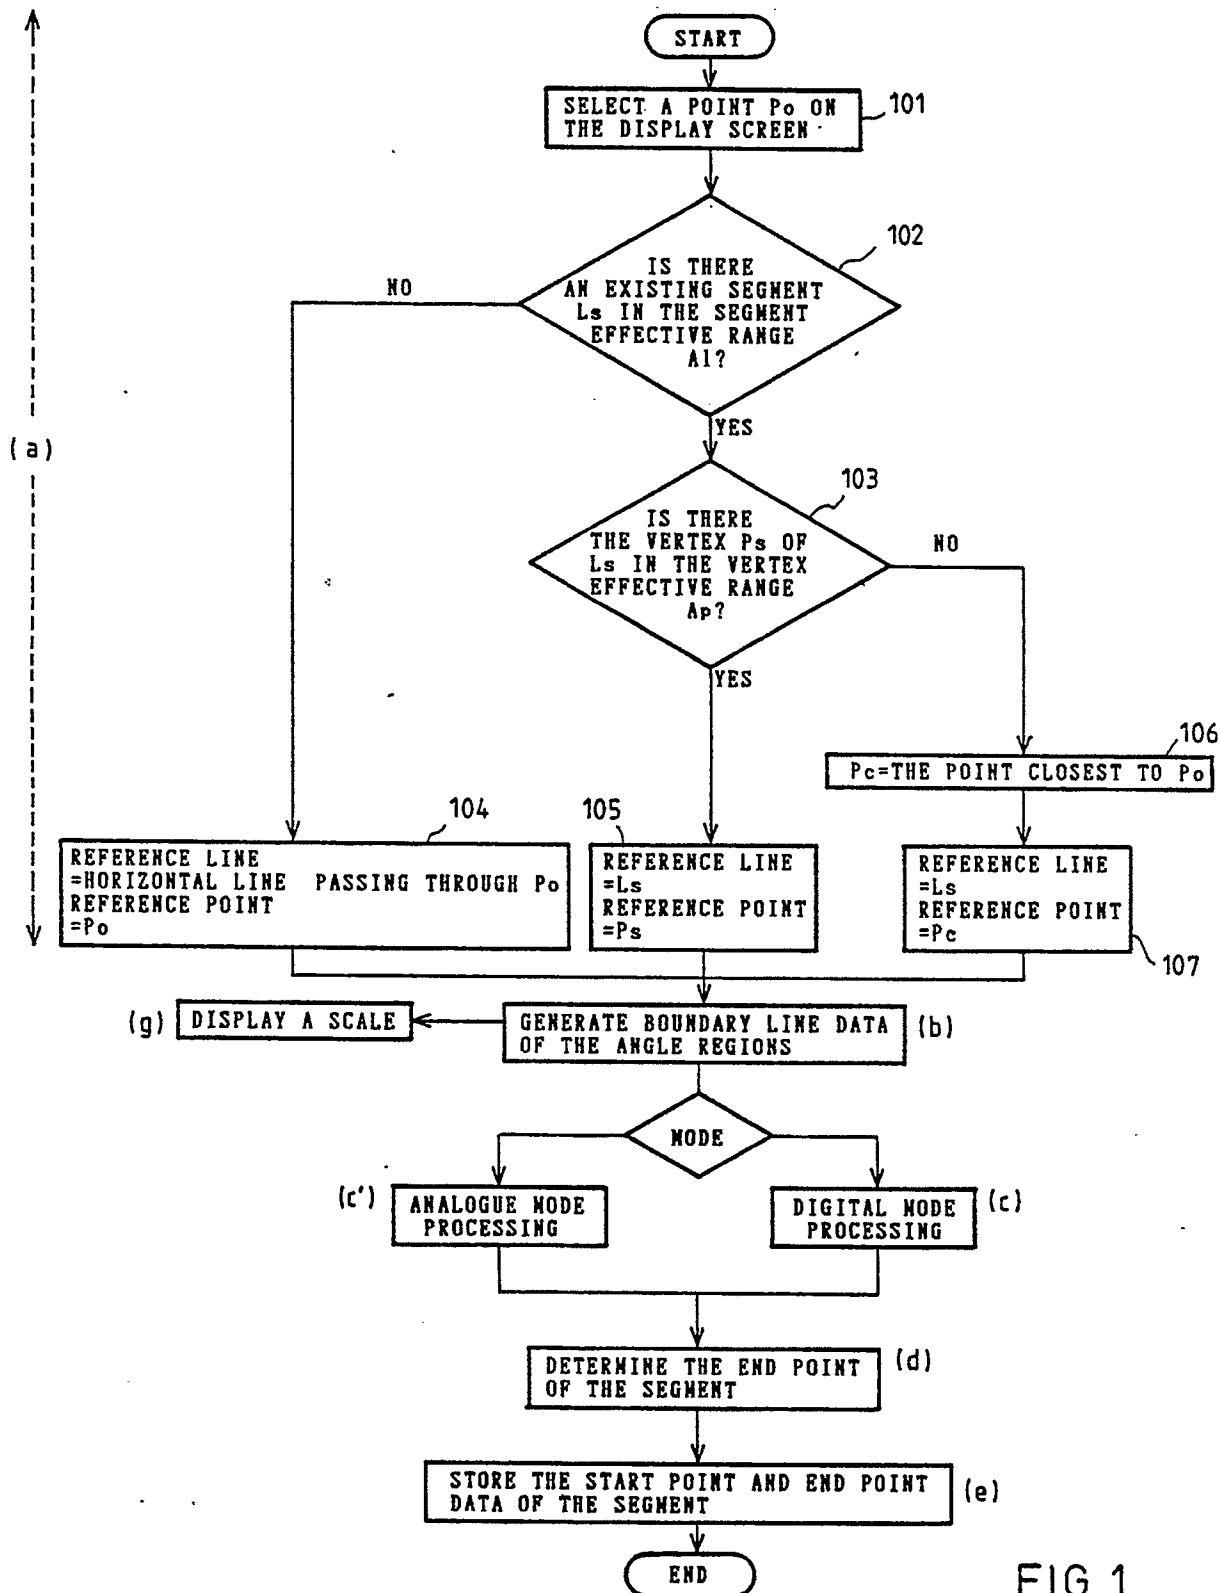 START
SELECT A POINT Po ON
THE DISPLAY SCREEN
101
IS THERE
AN EXISTING SEGMENT
Ls IN THE SEGMENT
EFFECTIVE RANGE
Al?
102
NO
YES
(a)
IS THERE
THE VERTEX Ps OF
Ls IN THE VERTEX
EFFECTIVE RANGE
Ap?
103
NO
YES
106
Pc=THE POINT CLOSEST TO Po
104
REFERENCE LINE
=HORIZONTAL LINE PASSING THROUGH Po
REFERENCE POINT
=Po
105
REFERENCE LINE
=Ls
REFERENCE POINT
=Ps
REFERENCE LINE
=Ls
REFERENCE POINT
=Pc
107
(g)
DISPLAY A SCALE
GENERATE BOUNDARY LINE DATA
OF THE ANGLE REGIONS
(b)
MODE
(c')
ANALOGUE MODE
PROCESSING
DIGITAL MODE
PROCESSING
(c)
DETERMINE THE END POINT
OF THE SEGMENT
(d)
STORE THE START POINT AND END POINT
DATA OF THE SEGMENT
(e)
END
FIG.1